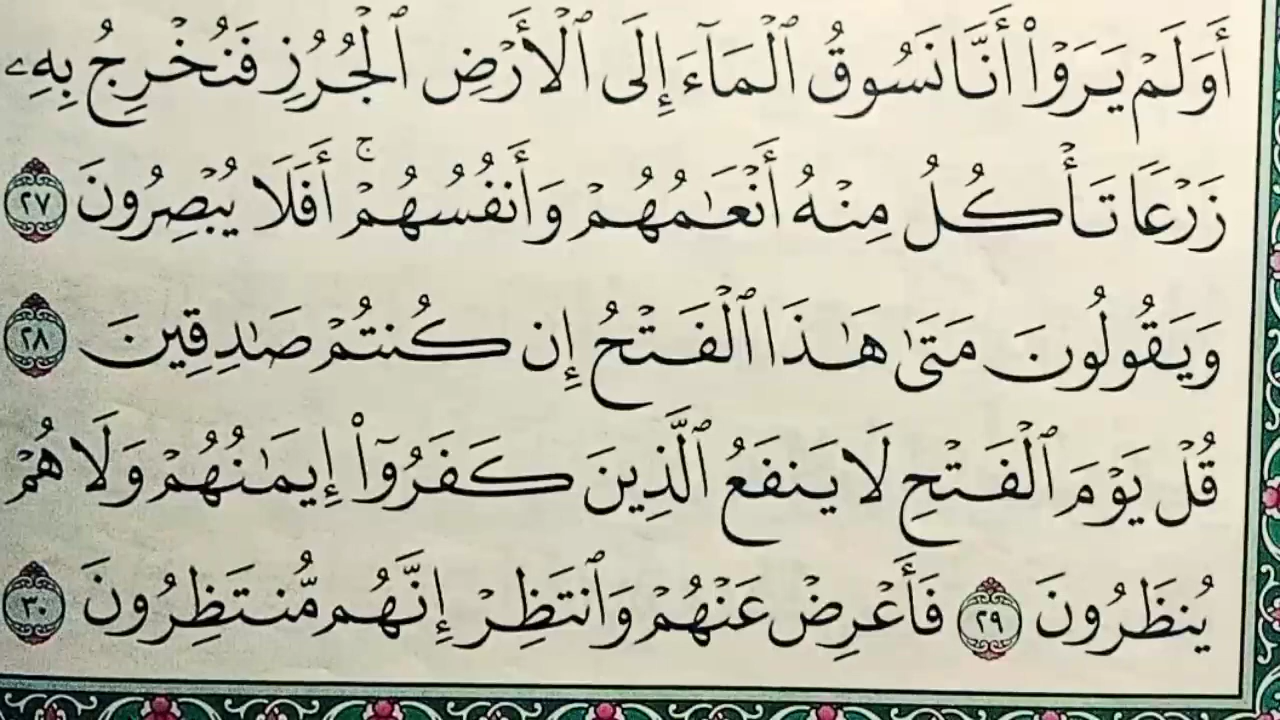 أَوَلَمْ يَرَوْا۟ أَنَّا نَسُوقُ ٱلْمَآءَ إِلَى ٱلْأَرْضِ ٱلْجُرُزِ فَنُخْرِجُ بِهِۦ
زَرْعًا تَأْكُلُ مِنْهُ أَنْعَـٰمُهُمْ وَأَنفُسُهُمْ ۚ أَفَلَا يُبْصِرُونَ ٢٧
وَيَقُولُونَ مَتَىٰ هَـٰذَا ٱلْفَتْحُ إِن كُنتُمْ صَـٰدِقِينَ ٢٨
قُلْ يَوْمَ ٱلْفَتْحِ لَا يَنفَعُ ٱلَّذِينَ كَفَرُوٓا۟ إِيمَـٰنُهُمْ وَلَا هُمْ
يُنظَرُونَ ٢٩ فَأَعْرِضْ عَنْهُمْ وَٱنتَظِرْ إِنَّهُم مُّنتَظِرُونَ ٣٠